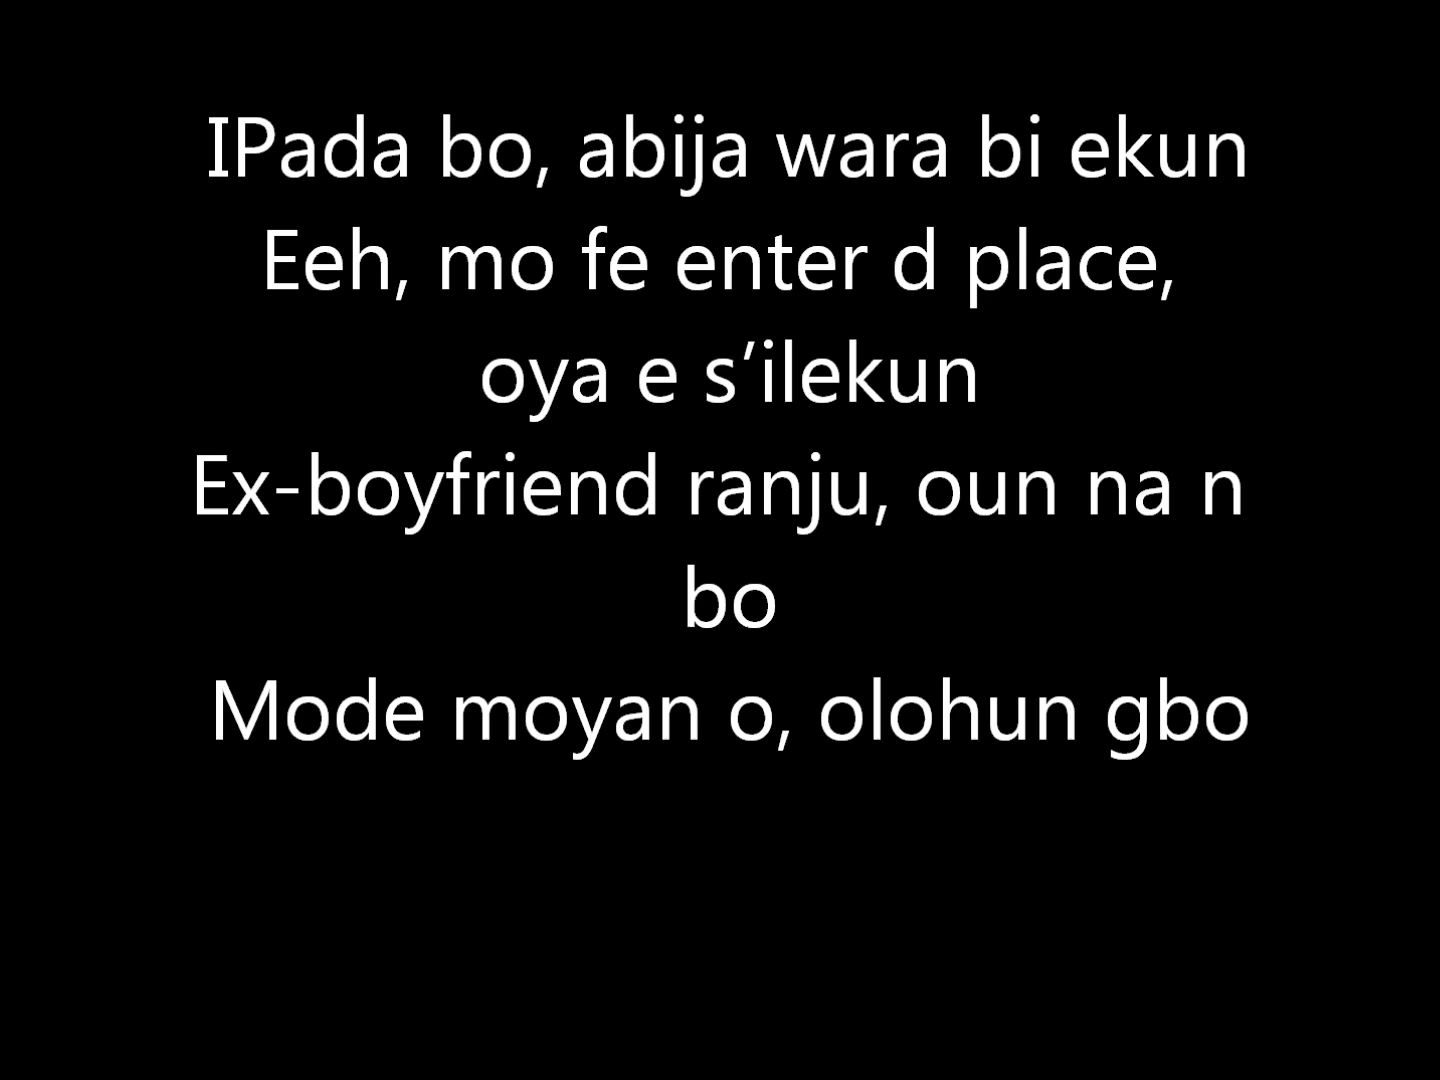 IPada bo, abija wara bi ekun
Eeh, mo fe enter d place,
oya e s’ilekun
Ex-boyfriend ranju, oun na n
bo
Mode moyan o, olohun gbo